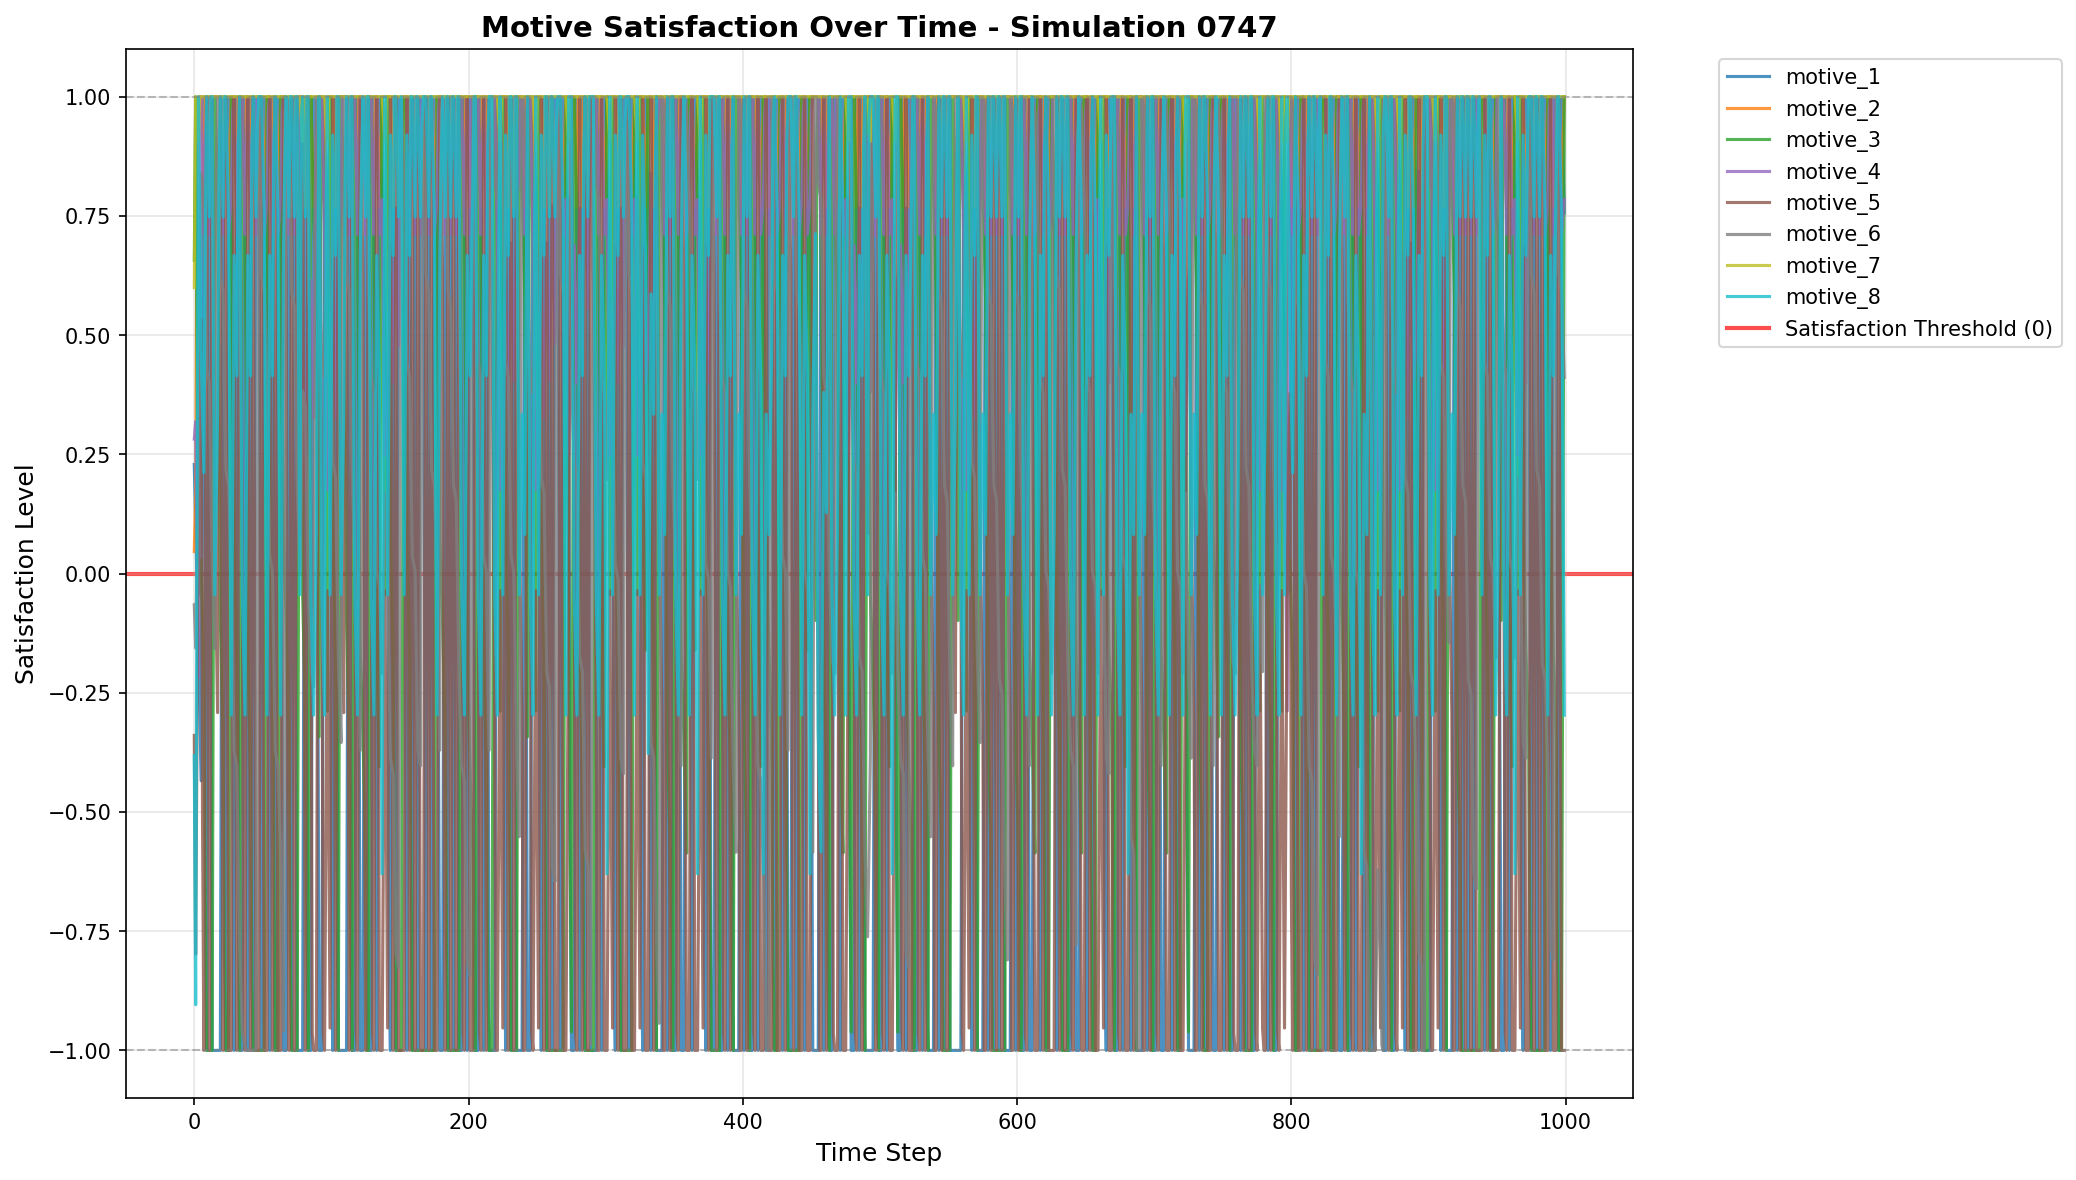 Motive Satisfaction Over Time - Simulation 0747
1.00
0.75
0.50
0.25
0.00
−0.25
−0.50
−0.75
−1.00
Satisfaction Level
0
200
400
600
800
1000
Time Step
motive_1
motive_2
motive_3
motive_4
motive_5
motive_6
motive_7
motive_8
Satisfaction Threshold (0)